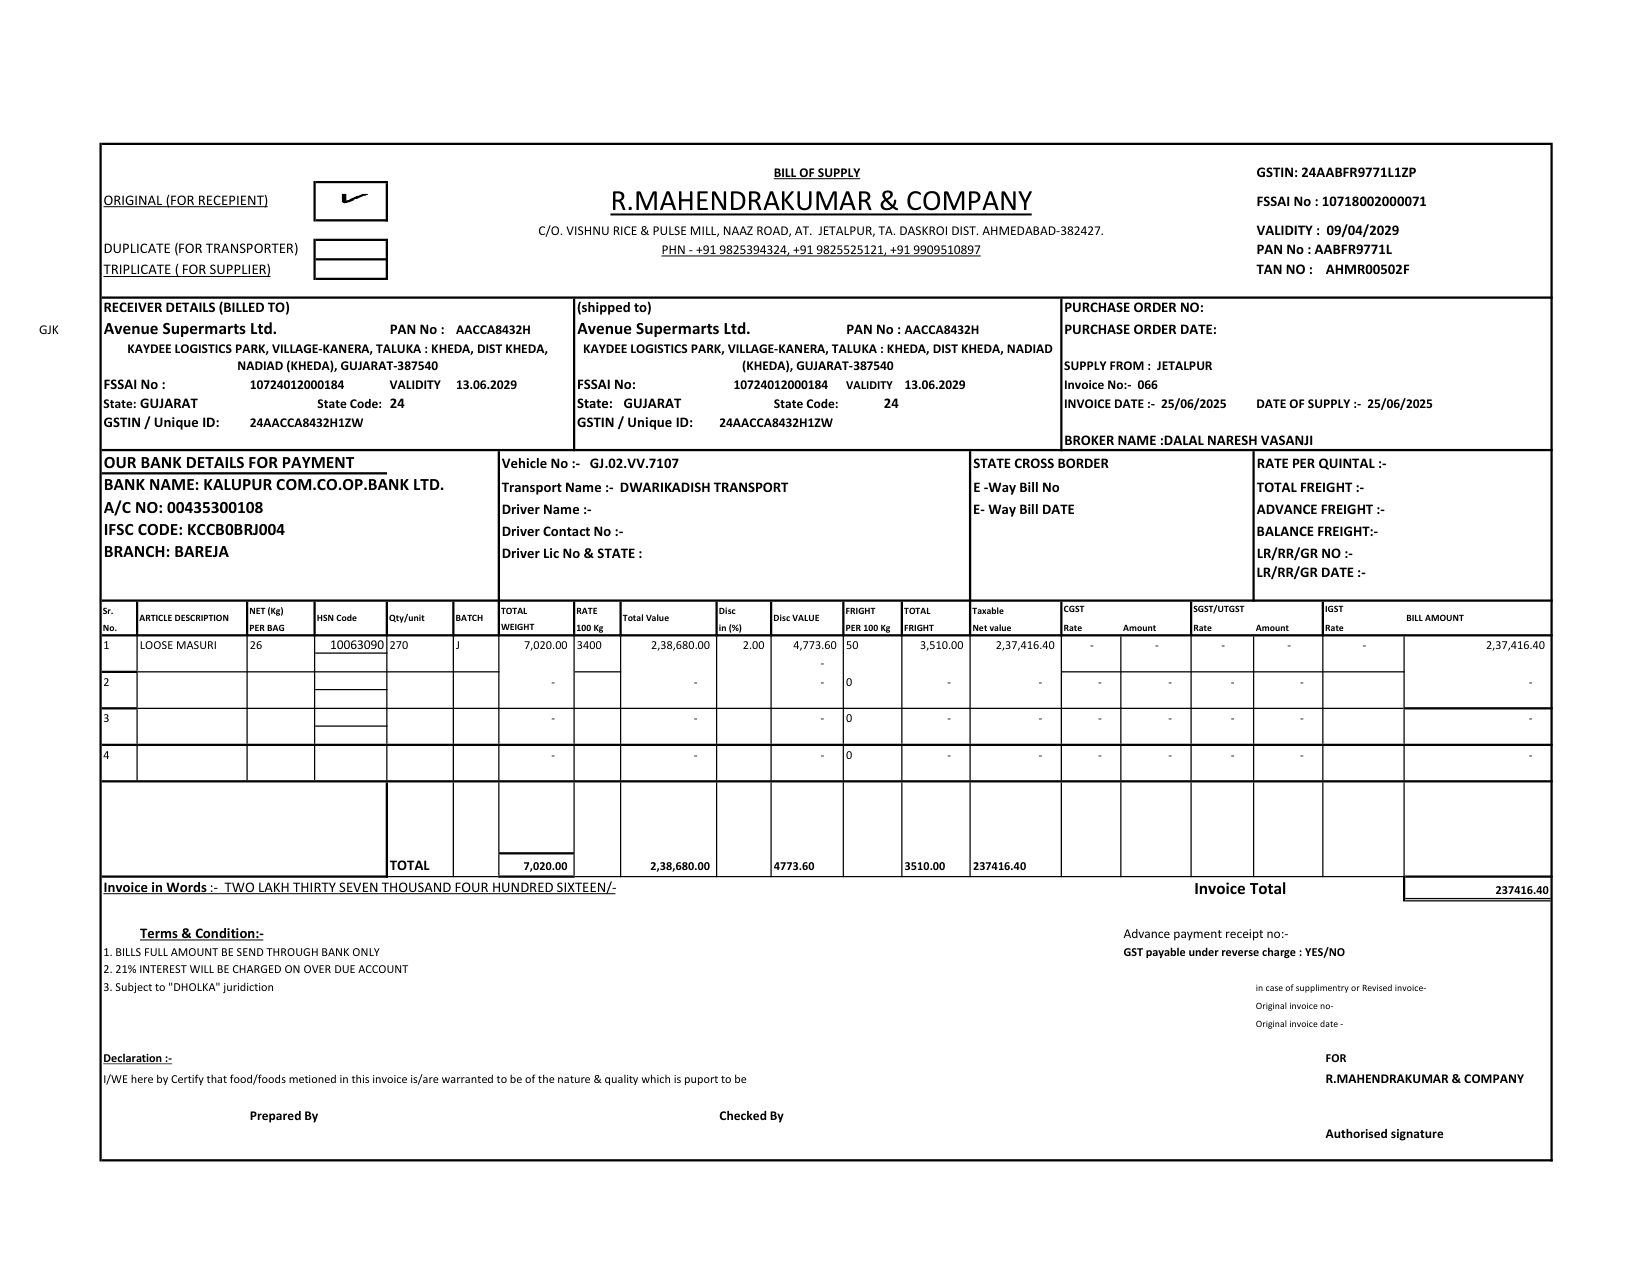 BILL OF SUPPLY
GSTIN: 24AABFR9771L1ZP
ORIGINAL (FOR RECEPIENT)
R.MAHENDRAKUMAR & COMPANY
FSSAI No : 10718002000071
C/O. VISHNU RICE & PULSE MILL, NAAZ ROAD, AT. JETALPUR, TA. DASKROI DIST. AHMEDABAD-382427.
VALIDITY : 09/04/2029
DUPLICATE (FOR TRANSPORTER)
PHN - +91 9825394324, +91 9825525121, +91 9909510897
PAN No : AABFR9771L
TRIPLICATE ( FOR SUPPLIER)
TAN NO : AHMR00502F
RECEIVER DETAILS (BILLED TO)
(shipped to)
PURCHASE ORDER NO:
GJK
Avenue Supermarts Ltd. PAN No : AACCA8432H
Avenue Supermarts Ltd. PAN No : AACCA8432H
PURCHASE ORDER DATE:
KAYDEE LOGISTICS PARK, VILLAGE-KANERA, TALUKA : KHEDA, DIST KHEDA,
NADIAD (KHEDA), GUJARAT-387540
KAYDEE LOGISTICS PARK, VILLAGE-KANERA, TALUKA : KHEDA, DIST KHEDA, NADIAD
(KHEDA), GUJARAT-387540
SUPPLY FROM : JETALPUR
FSSAI No : 10724012000184 VALIDITY 13.06.2029
FSSAI No: 10724012000184 VALIDITY 13.06.2029
Invoice No:- 066
State: GUJARAT State Code: 24
State: GUJARAT State Code: 24
INVOICE DATE :- 25/06/2025 DATE OF SUPPLY :- 25/06/2025
GSTIN / Unique ID: 24AACCA8432H1ZW
GSTIN / Unique ID: 24AACCA8432H1ZW
BROKER NAME :DALAL NARESH VASANJI
OUR BANK DETAILS FOR PAYMENT
BANK NAME: KALUPUR COM.CO.OP.BANK LTD.
A/C NO: 00435300108
IFSC CODE: KCCB0BRJ004
BRANCH: BAREJA
Vehicle No :- GJ.02.VV.7107
Transport Name :- DWARIKADISH TRANSPORT
Driver Name :-
Driver Contact No :-
Driver Lic No & STATE :
STATE CROSS BORDER
E -Way Bill No
E- Way Bill DATE
RATE PER QUINTAL :-
TOTAL FREIGHT :-
ADVANCE FREIGHT :-
BALANCE FREIGHT:-
LR/RR/GR NO :-
LR/RR/GR DATE :-
Sr. NET (Kg) TOTAL RATE Disc FRIGHT TOTAL Taxable CGST SGST/UTGST IGST
ARTICLE DESCRIPTION HSN Code Qty/unit BATCH Total Value Disc VALUE BILL AMOUNT
No. PER BAG WEIGHT 100 Kg in (%) PER 100 Kg FRIGHT Net value Rate Amount Rate Amount Rate
1 LOOSE MASURI 26 10063090 270 J 7,020.00 3400 2,38,680.00 2.00 4,773.60 50 3,510.00 2,37,416.40 - - - - - 2,37,416.40
-
2 - - - 0 - - - - - - -
3 - - - 0 - - - - - - -
4 - - - 0 - - - - - - -
TOTAL 7,020.00 2,38,680.00 4773.60 3510.00 237416.40
Invoice in Words :- TWO LAKH THIRTY SEVEN THOUSAND FOUR HUNDRED SIXTEEN/-
Invoice Total 237416.40
Terms & Condition:-
Advance payment receipt no:-
1. BILLS FULL AMOUNT BE SEND THROUGH BANK ONLY
GST payable under reverse charge : YES/NO
2. 21% INTEREST WILL BE CHARGED ON OVER DUE ACCOUNT
3. Subject to "DHOLKA" juridiction
in case of supplimentry or Revised invoice-
Original invoice no-
Original invoice date -
Declaration :-
FOR
I/WE here by Certify that food/foods metioned in this invoice is/are warranted to be of the nature & quality which is puport to be
R.MAHENDRAKUMAR & COMPANY
Prepared By
Checked By
Authorised signature